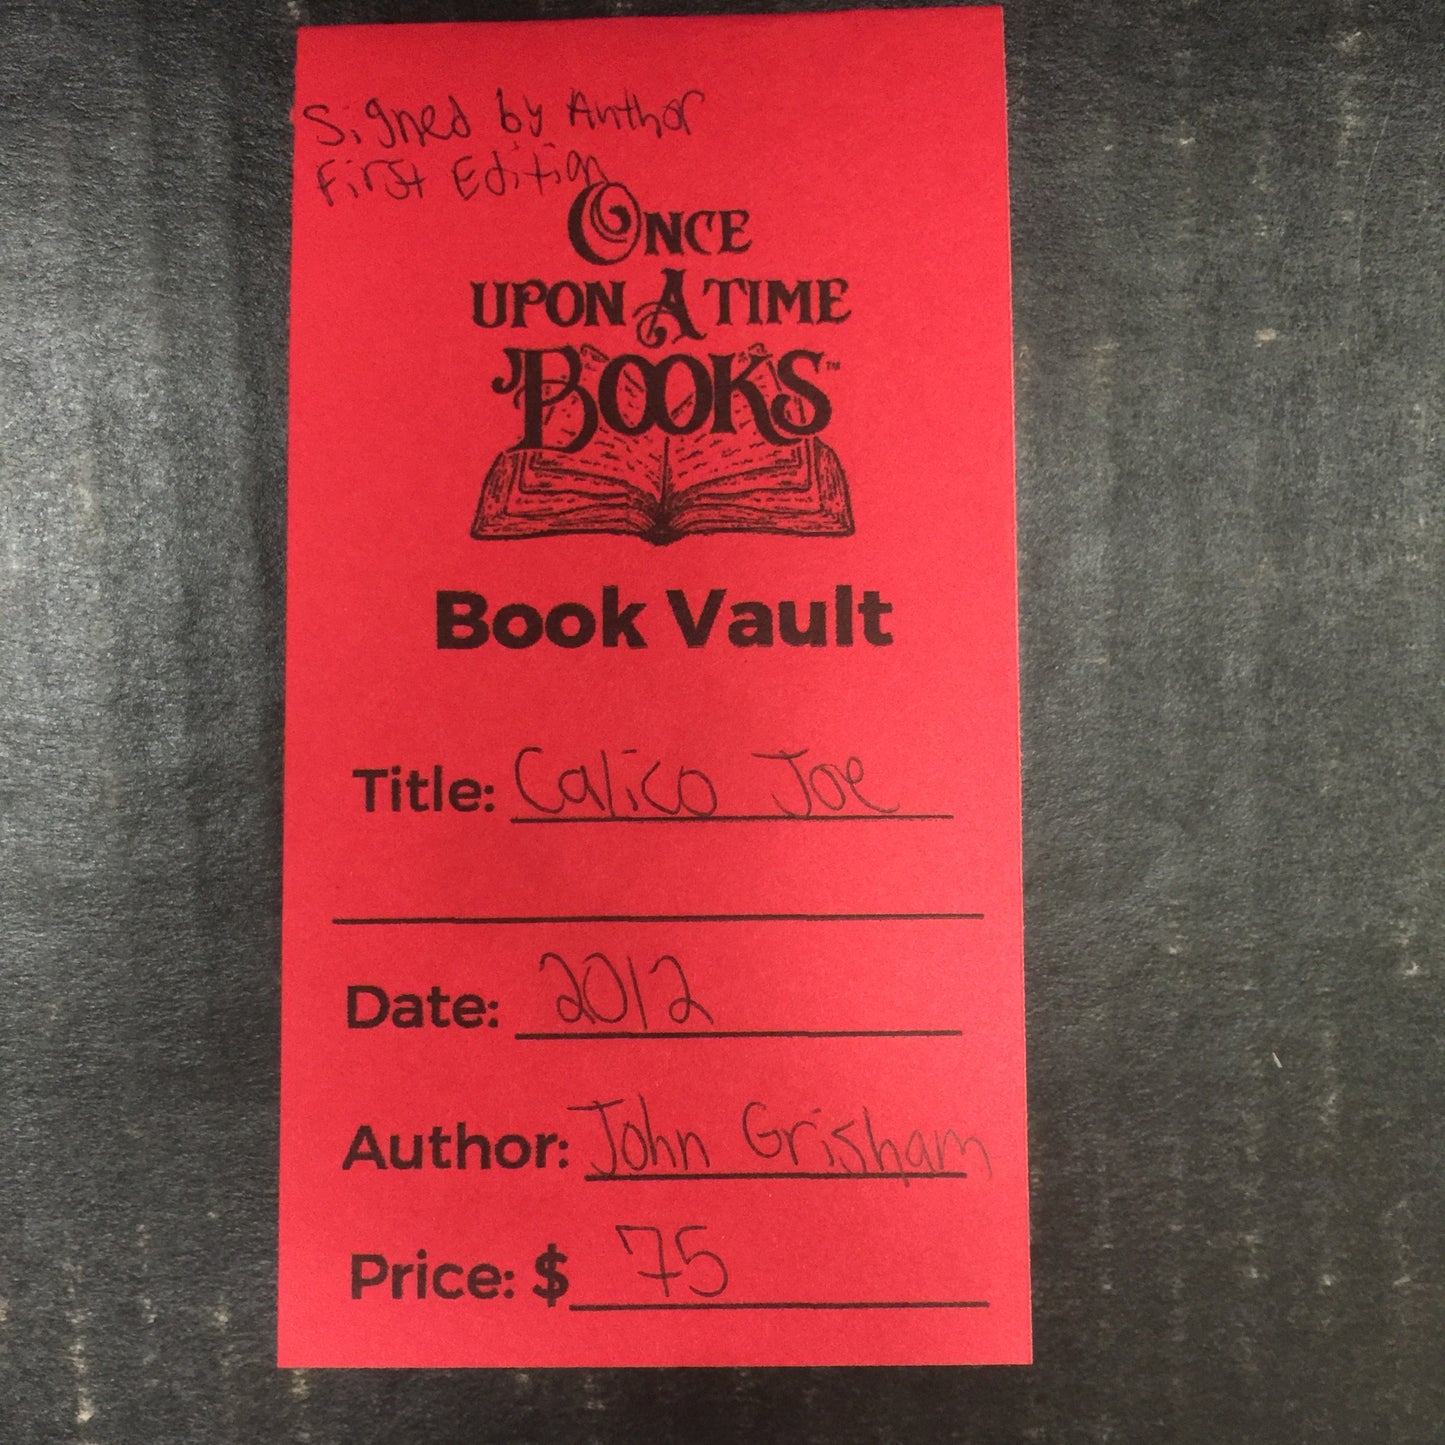 Signed by Author
First Edition
ONCE
UPON A TIME
BOOKS™
Book Vault
Title: Calico Joe
Date: 2012
Author: John Grisham
Price: $ 75